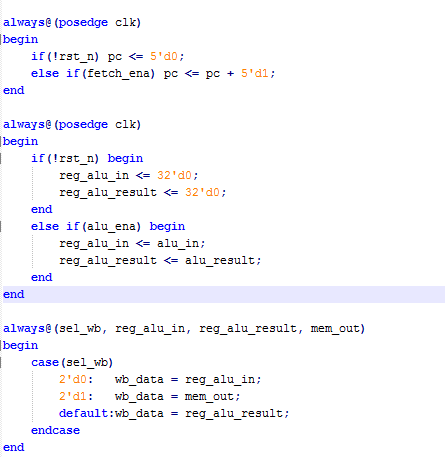 always@(posedge clk)
begin
    if(!rst_n) pc <= 5'd0;
    else if(fetch_ena) pc <= pc + 5'd1;
end

always@(posedge clk)
begin
    if(!rst_n) begin
        reg_alu_in <= 32'd0;
        reg_alu_result <= 32'd0;
    end
    else if(alu_ena) begin
        reg_alu_in <= alu_in;
        reg_alu_result <= alu_result;
    end
end

always@(sel_wb, reg_alu_in, reg_alu_result, mem_out)
begin
    case(sel_wb)
        2'd0:   wb_data = reg_alu_in;
        2'd1:   wb_data = mem_out;
        default:wb_data = reg_alu_result;
    endcase
end